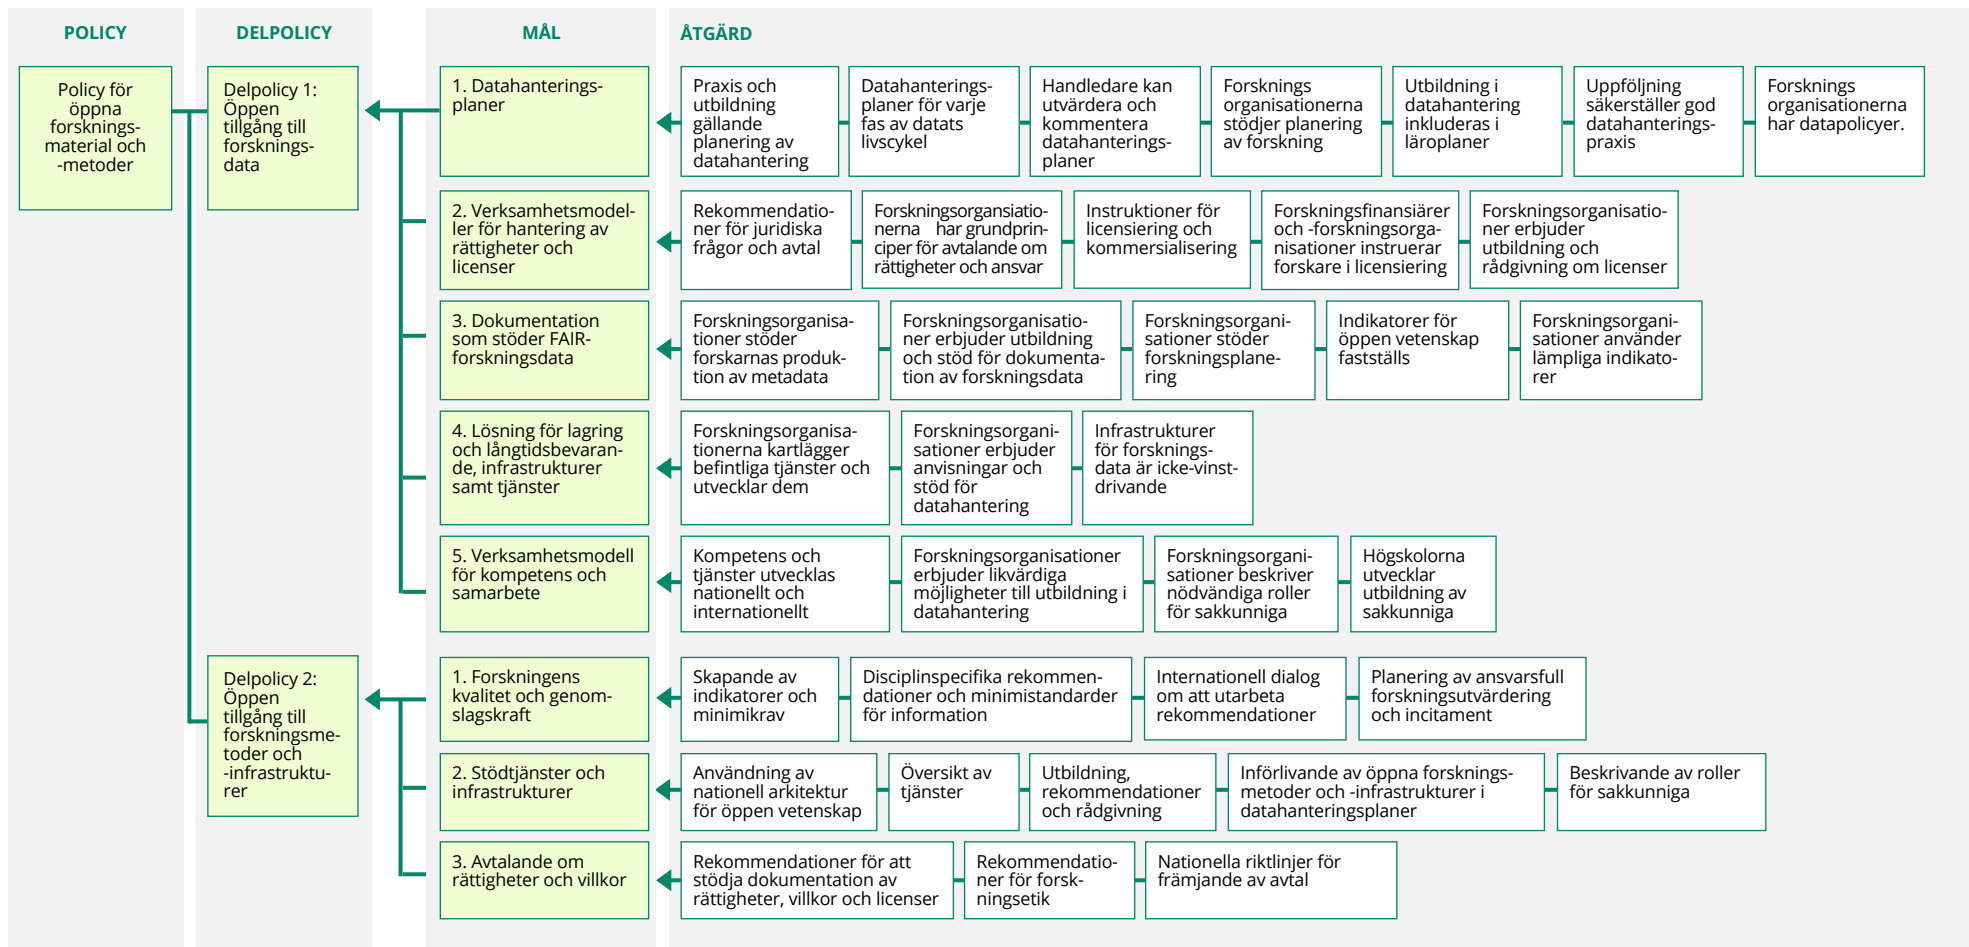 POLICY
DELPOLICY
MÅL
ÅTGÄRD
Policy för
öppna
forsknings-
material och
-metoder
Delpolicy 1:
Öppen
tillgång till
forsknings-
data
1. Datahanterings-
planer
Praxis och
utbildning
gällande
planering av
datahantering
Datahanterings-
planer för varje
fas av datats
livscykel
Handledare kan
utvärdera och
kommentera
datahanterings-
planer
Forsknings
organisationerna
stödjer planering
av forskning
Utbildning i
datahantering
inkluderas i
läroplaner
Uppföljning
säkerställer god
datahanterings-
praxis
Forsknings
organisationerna
har datapolicyer.
2. Verksamhetsmodel-
ler för hantering av
rättigheter och
licenser
Rekommendatio-
ner för juridiska
frågor och avtal
Forskningsorgansiatio-
nerna har grundprin-
ciper för avtalande om
rättigheter och ansvar
Instruktioner för
licensiering och
kommersialisering
Forskningsfinansiärer
och -forskningsorga-
nisationer instruerar
forskare i licensiering
Forskningsorganisatio-
ner erbjuder
utbildning och
rådgivning om licenser
3. Dokumentation
som stöder FAIR-
forskningsdata
Forskningsorganisa-
tioner stöder
forskarnas produk-
tion av metadata
Forskningsorganisatio-
ner erbjuder utbildning
och stöd för dokumenta-
tion av forskningsdata
Forskningsorgani-
sationer stöder
forskningsplane-
ring
Indikatorer för
öppen vetenskap
fastställs
Forskningsorgani-
sationer använder
lämpliga indikato-
rer
4. Lösning för lagring
och långtidsbevaran-
de, infrastrukturer
samt tjänster
Forskningsorganisa-
tionerna kartlägger
befintliga tjänster och
utvecklar dem
Forskningsorgani-
sationer erbjuder
anvisningar och
stöd för
datahantering
Infrastrukturer
för forsknings-
data är icke-vinst-
drivande
5. Verksamhetsmodell
för kompetens och
samarbete
Kompetens och
tjänster utvecklas
nationellt och
internationellt
Forskningsorganisationer
erbjuder likvärdiga
möjligheter till utbildning i
datahantering
Forskningsorgani-
sationer beskriver
nödvändiga roller
för sakkunniga
Högskolorna
utvecklar
utbildning av
sakkunniga
Delpolicy 2:
Öppen
tillgång till
forskningsme-
toder och
-infrastruktu-
rer
1. Forskningens
kvalitet och genom-
slagskraft
Skapande av
indikatorer och
minimikrav
Disciplinspecifika rekommen-
dationer och minimistandarder
för information
Internationell dialog
om att utarbeta
rekommendationer
Planering av ansvarsfull
forskningsutvärdering
och incitament
2. Stödtjänster och
infrastrukturer
Användning av
nationell arkitektur
för öppen vetenskap
Översikt av
tjänster
Utbildning,
rekommendationer
och rådgivning
Införlivande av öppna forsknings-
metoder och -infrastrukturer i
datahanteringsplaner
Beskrivande av roller
för sakkunniga
3. Avtalande om
rättigheter och villkor
Rekommendationer för att
stödja dokumentation av
rättigheter, villkor och licenser
Rekommendatio-
ner för forsk-
ningsetik
Nationella riktlinjer för
främjande av avtal